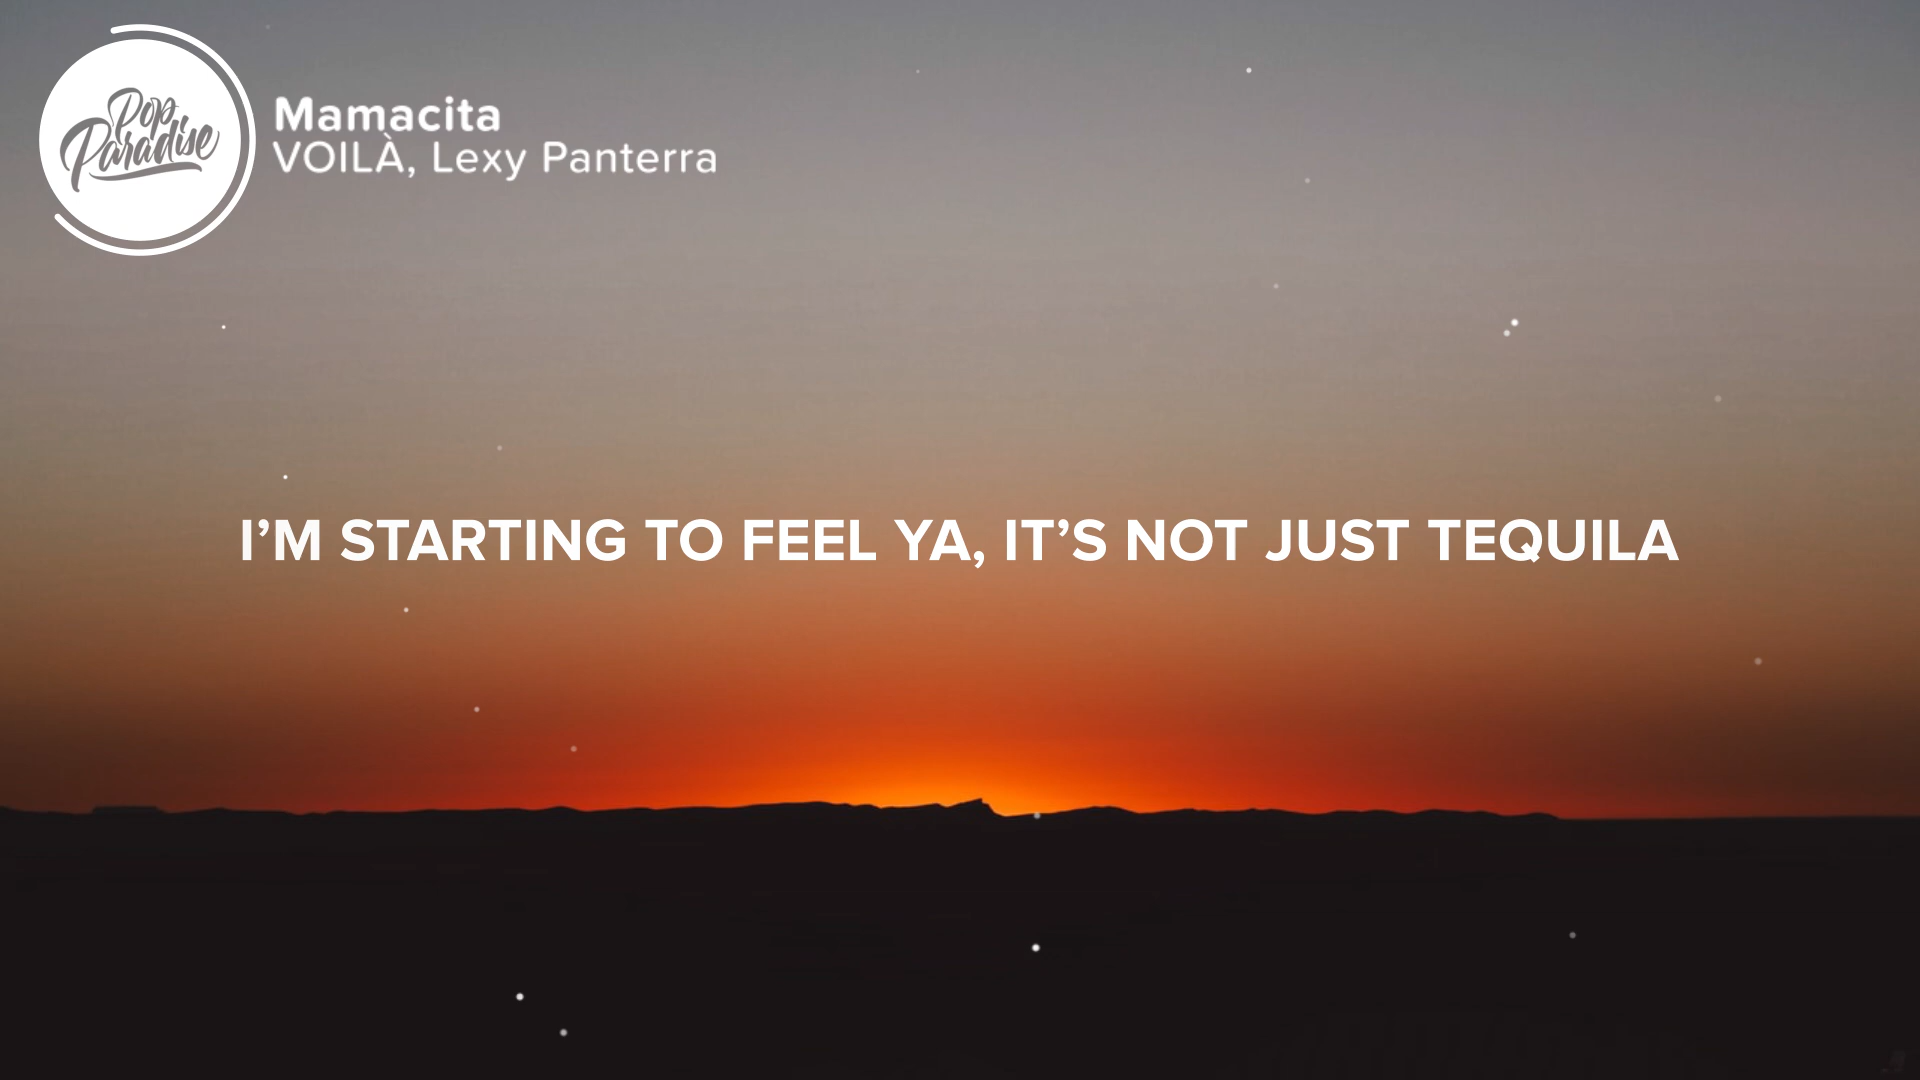 Pop
Paradise
Mamacita
VOILÀ, Lexy Panterra
I’M STARTING TO FEEL YA, IT’S NOT JUST TEQUILA